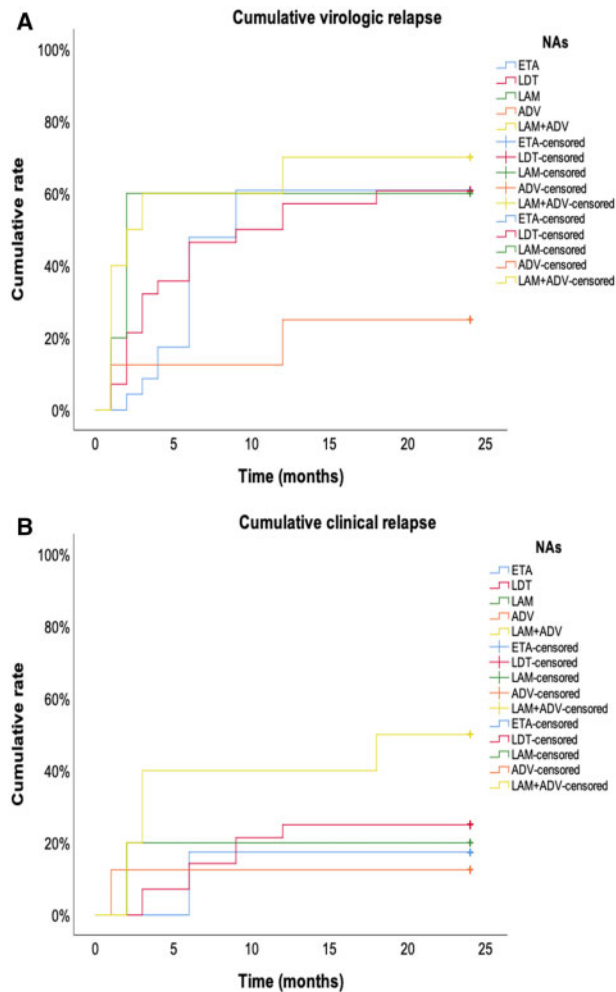 A
Cumulative virologic relapse
100%
80%
60%
40%
20%
0%
Cumulative rate
0 5 10 15 20 25
Time (months)
NAs
ETA
LDT
LAM
ADV
LAM+ADV
ETA-censored
LDT-censored
LAM-censored
ADV-censored
LAM+ADV-censored
ETA-censored
LDT-censored
LAM-censored
ADV-censored
LAM+ADV-censored
B
Cumulative clinical relapse
100%
80%
60%
40%
20%
0%
Cumulative rate
0 5 10 15 20 25
Time (months)
NAs
ETA
LDT
LAM
ADV
LAM+ADV
ETA-censored
LDT-censored
LAM-censored
ADV-censored
LAM+ADV-censored
ETA-censored
LDT-censored
LAM-censored
ADV-censored
LAM+ADV-censored